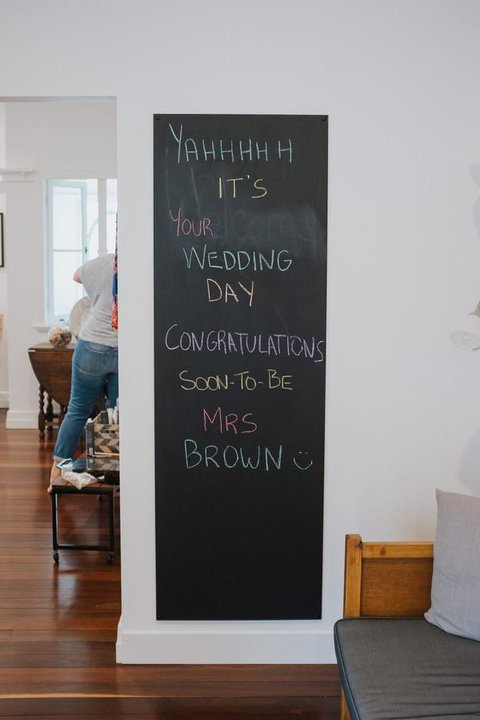 YAHHHHH
IT'S
YOUR
WEDDING
DAY
CONGRATULATIONS
SOON-TO-BE
MRS
BROWN :)